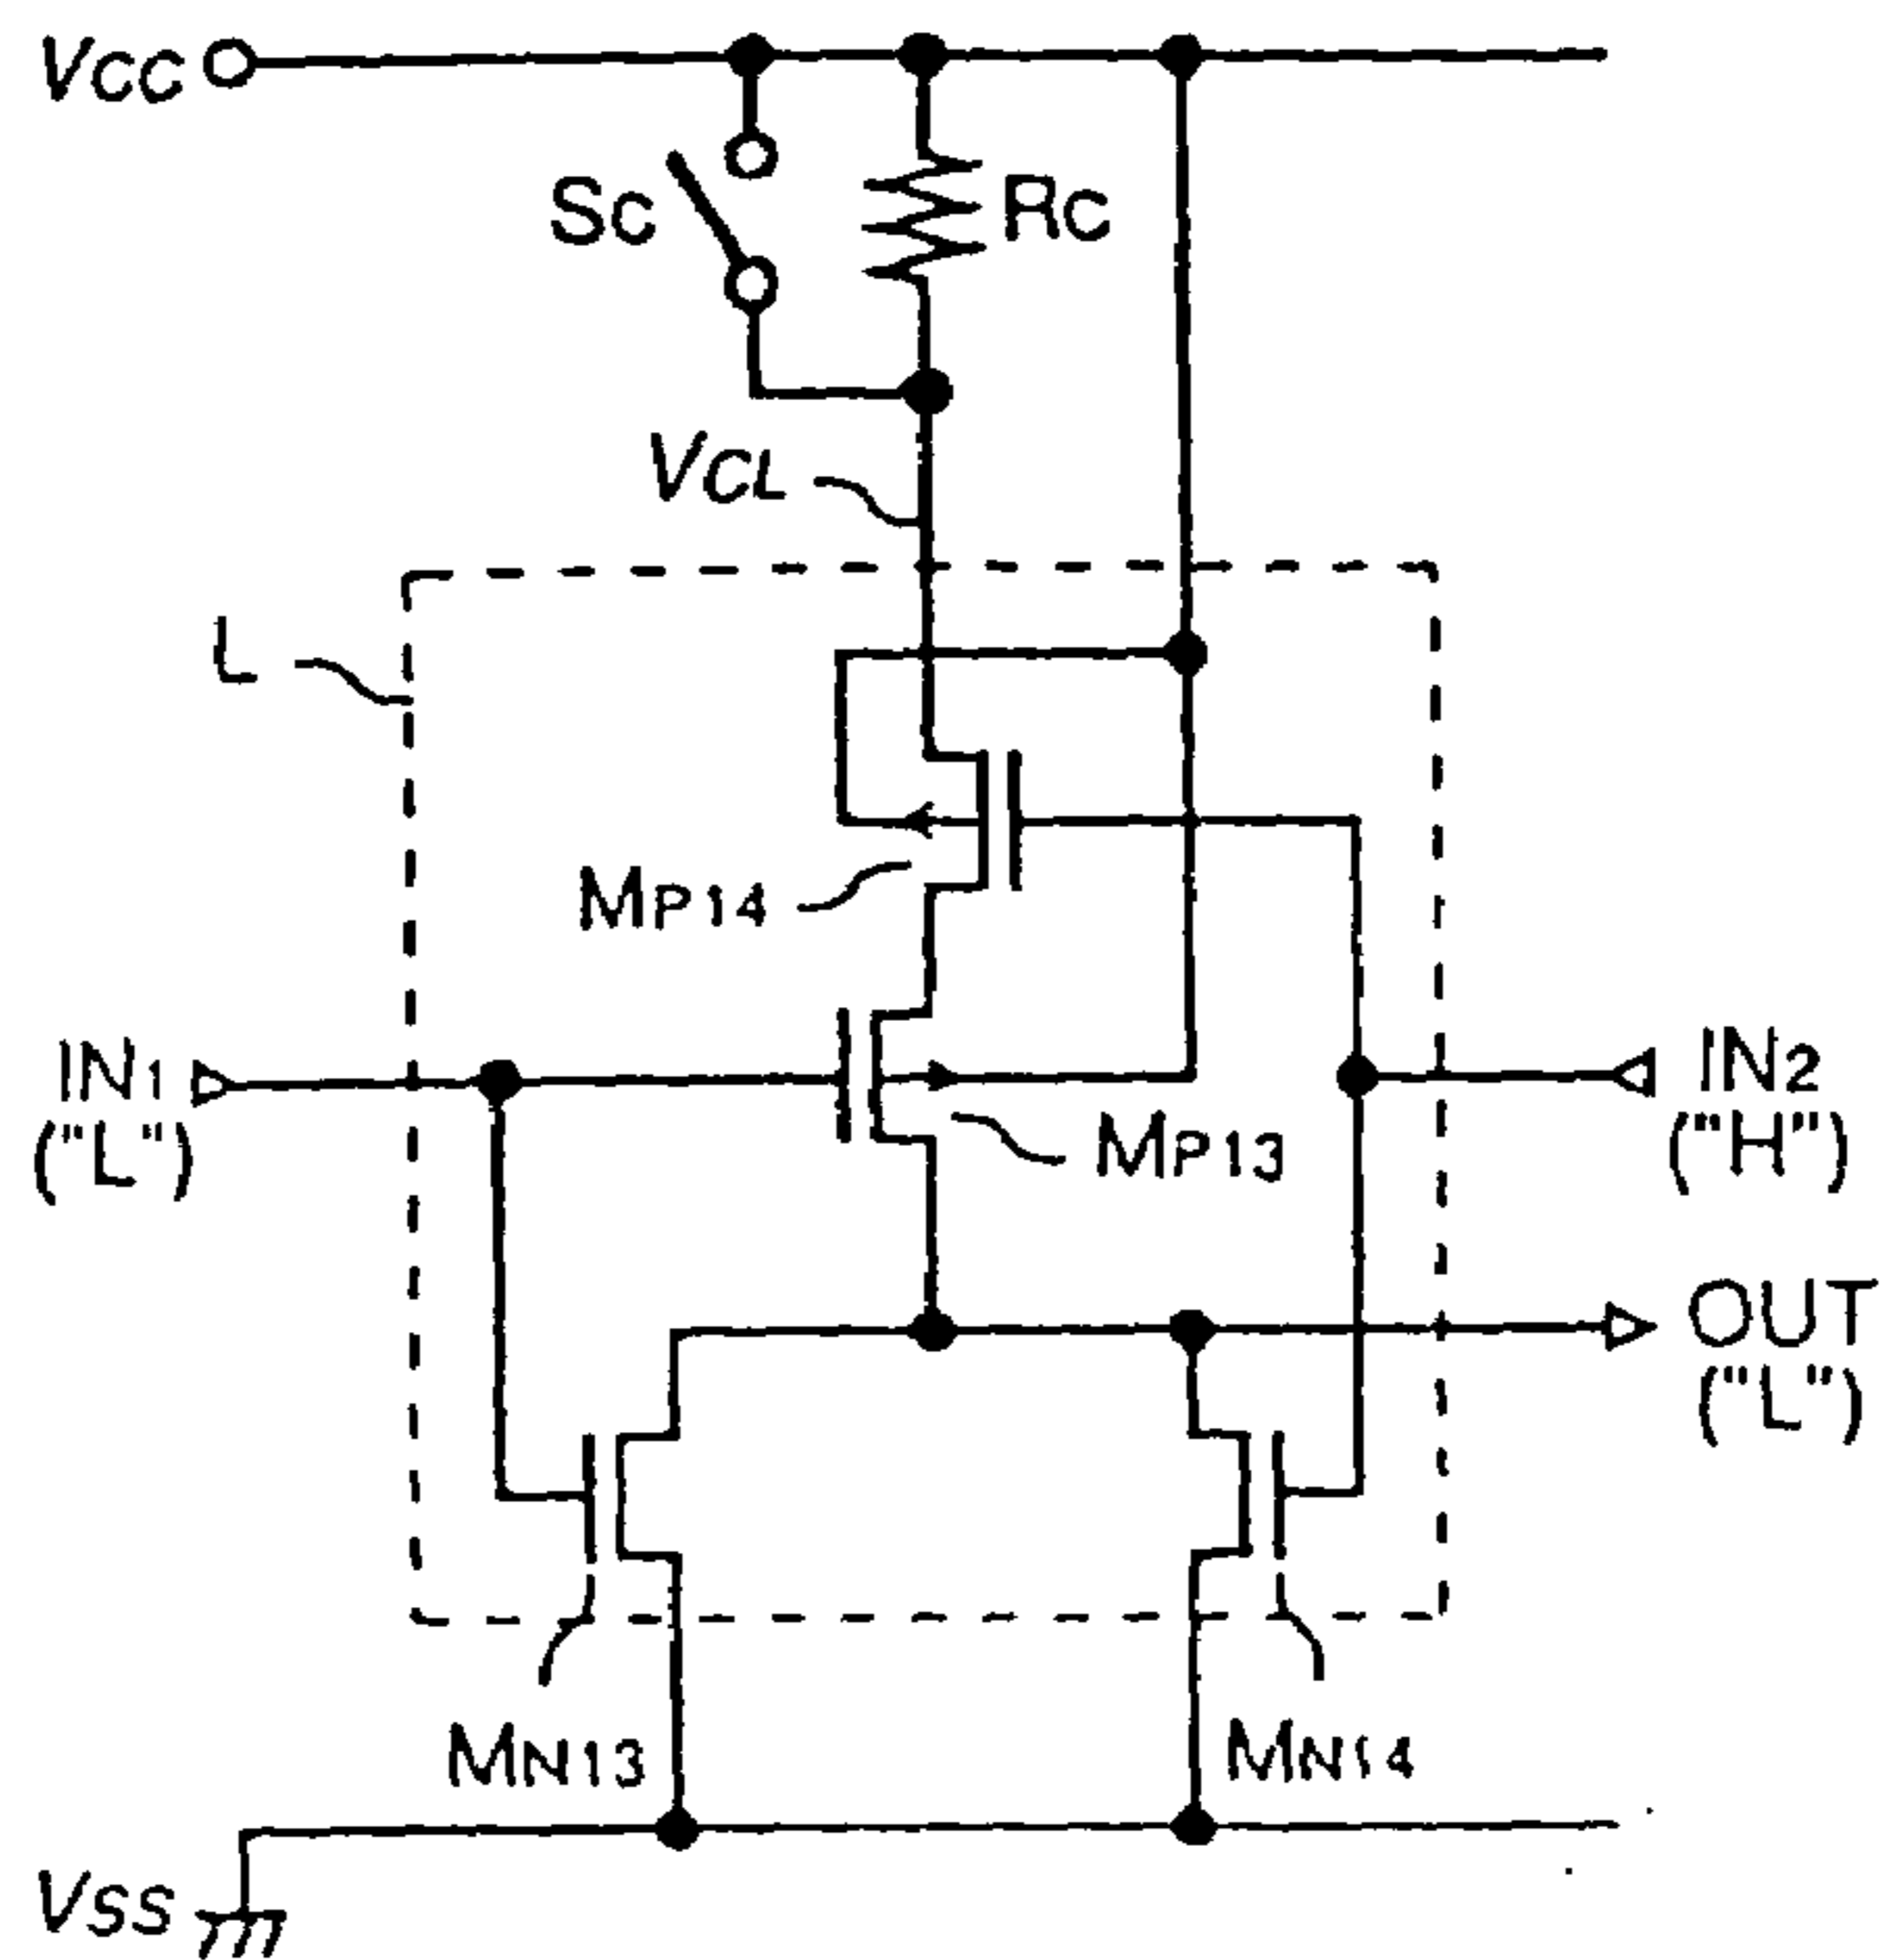 VCC
SC
RC
VCL
L
MP14
IN1
("L")
IN2
("H")
MP13
OUT
("L")
MN13
MN14
VSS